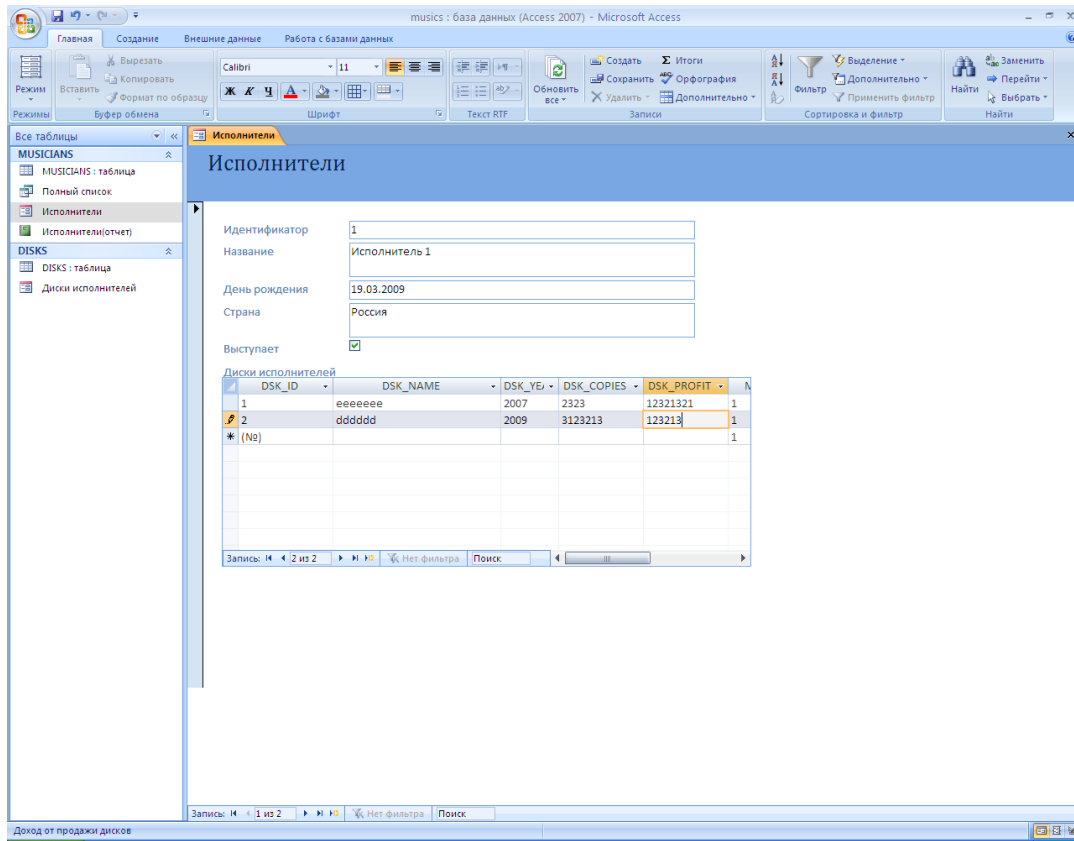 musics : база данных (Access 2007) - Microsoft Access
Главная Создание Внешние данные Работа с базами данных
Режим
Режимы
Вставить
Вырезать
Копировать
Формат по образцу
Буфер обмена
Calibri 11
Ж К Ч А
Шрифт
Текст RTF
Обновить все
Создать Σ Итоги
Сохранить Орфография
Удалить Дополнительно
Записи
Фильтр
Выделение
Дополнительно
Применить фильтр
Сортировка и фильтр
Найти
Заменить
Перейти
Выбрать
Найти
Все таблицы
MUSICIANS
MUSICIANS : таблица
Полный список
Исполнители
Исполнители(отчет)
DISKS
DISKS : таблица
Диски исполнителей
Исполнители
Исполнители
Идентификатор 1
Название Исполнитель 1
День рождения 19.03.2009
Страна Россия
Выступает
Диски исполнителей
DSK_ID DSK_NAME DSK_YE DSK_COPIES DSK_PROFIT
1 eeeeeee 2007 2323 12321321 1
2 dddddd 2009 3123213 123213 1
(№) 1
Запись: 2 из 2 Нет фильтра Поиск
Запись: 1 из 2 Нет фильтра Поиск
Доход от продажи дисков